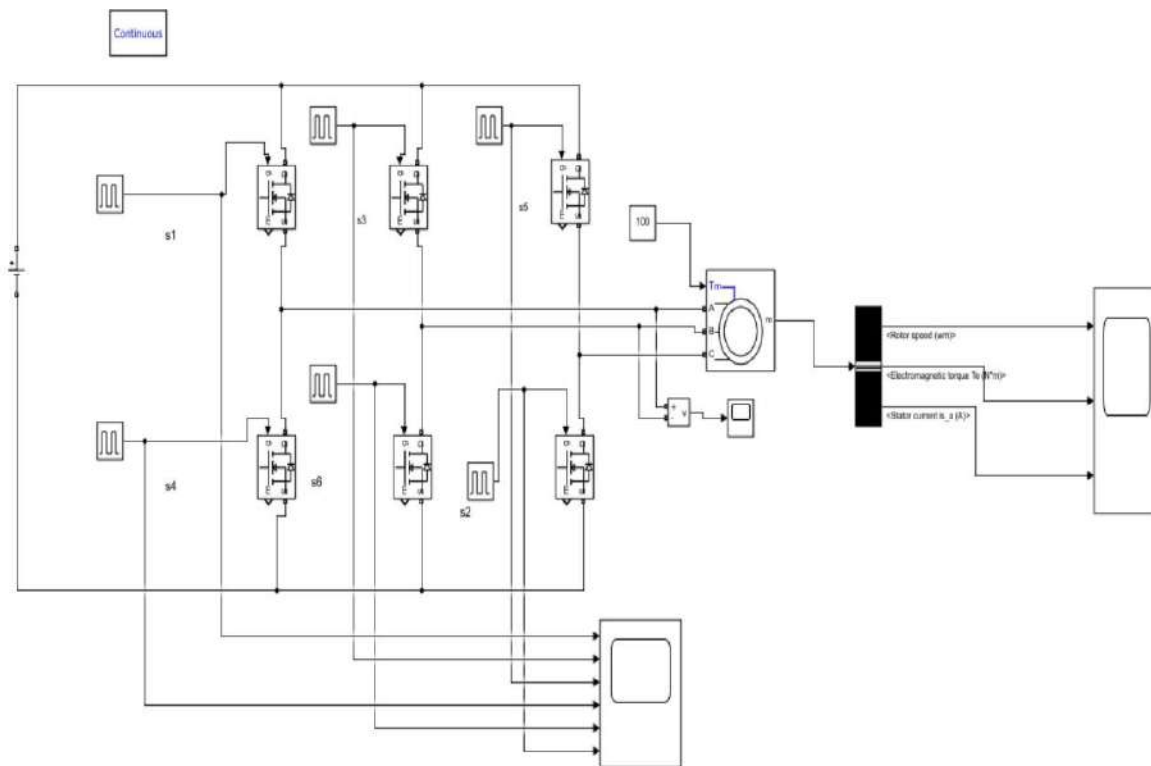 Continuous
s1
s3
s5
100
Tm
A
B
C
m
<Rotor speed (wm)>
<Electromagnetic torque Te (N*m)>
<Stator current is_a (A)>
+
-
v
s4
s6
s2
+